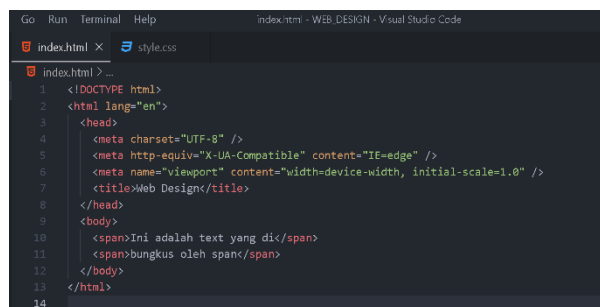 Go Run Terminal Help index.html - WEB_DESIGN - Visual Studio Code
index.html × style.css
index.html > ...
1 <!DOCTYPE html>
2 <html lang="en">
3 <head>
4 <meta charset="UTF-8" />
5 <meta http-equiv="X-UA-Compatible" content="IE=edge" />
6 <meta name="viewport" content="width=device-width, initial-scale=1.0" />
7 <title>Web Design</title>
8 </head>
9 <body>
10 <span>Ini adalah text yang di</span>
11 <span>bungkus oleh span</span>
12 </body>
13 </html>
14